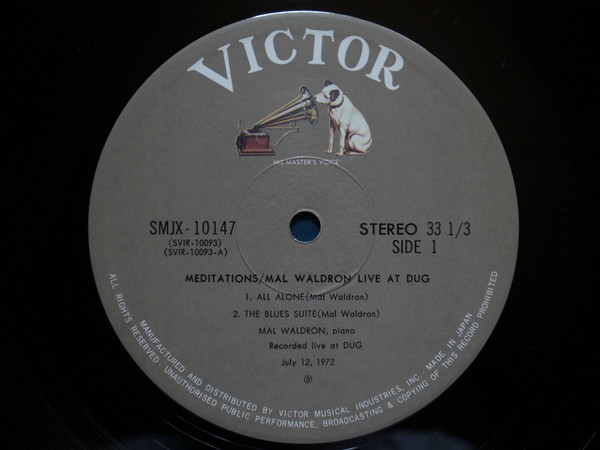 VICTOR
HIS MASTER'S VOICE
SMJX-10147
(SVIR-10093)
(SVIR-10093-A)
STEREO 33 1/3
SIDE 1
MEDITATIONS/MAL WALDRON LIVE AT DUG
1. ALL ALONE(Mal Waldron)
2. THE BLUES SUITE(Mal Waldron)
MAL WALDRON, piano
Recorded live at DUG
July 12, 1972
MANUFACTURED AND DISTRIBUTED BY VICTOR MUSICAL INDUSTRIES, INC.: MADE IN JAPAN
ALL RIGHTS RESERVED. UNAUTHORISED PUBLIC PERFORMANCE, BROADCASTING & COPYING OF THIS RECORD PROHIBITED